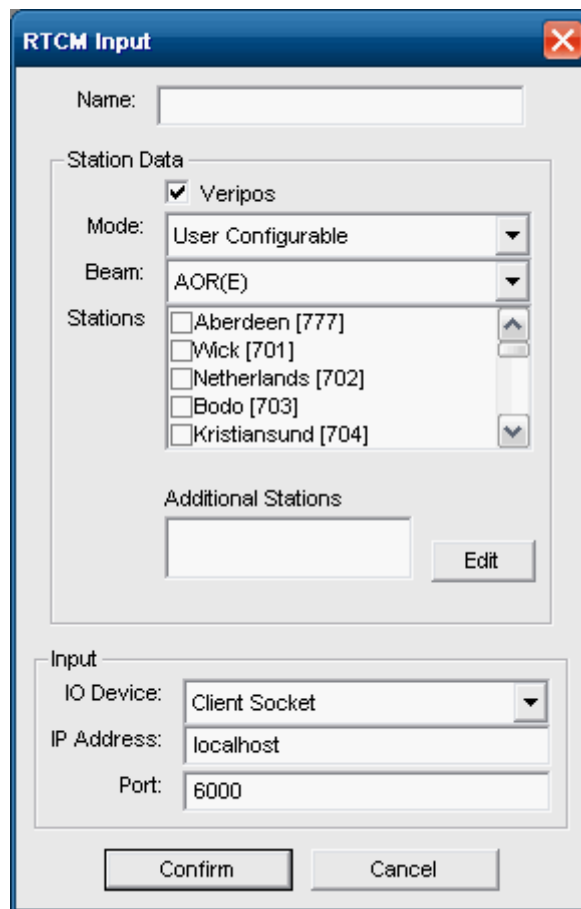 RTCM Input
Name:
Station Data
Veripos
Mode: User Configurable
Beam: AOR(E)
Stations Aberdeen [777]
Wick [701]
Netherlands [702]
Bodo [703]
Kristiansund [704]
Additional Stations
Edit
Input
IO Device: Client Socket
IP Address: localhost
Port: 6000
Confirm Cancel